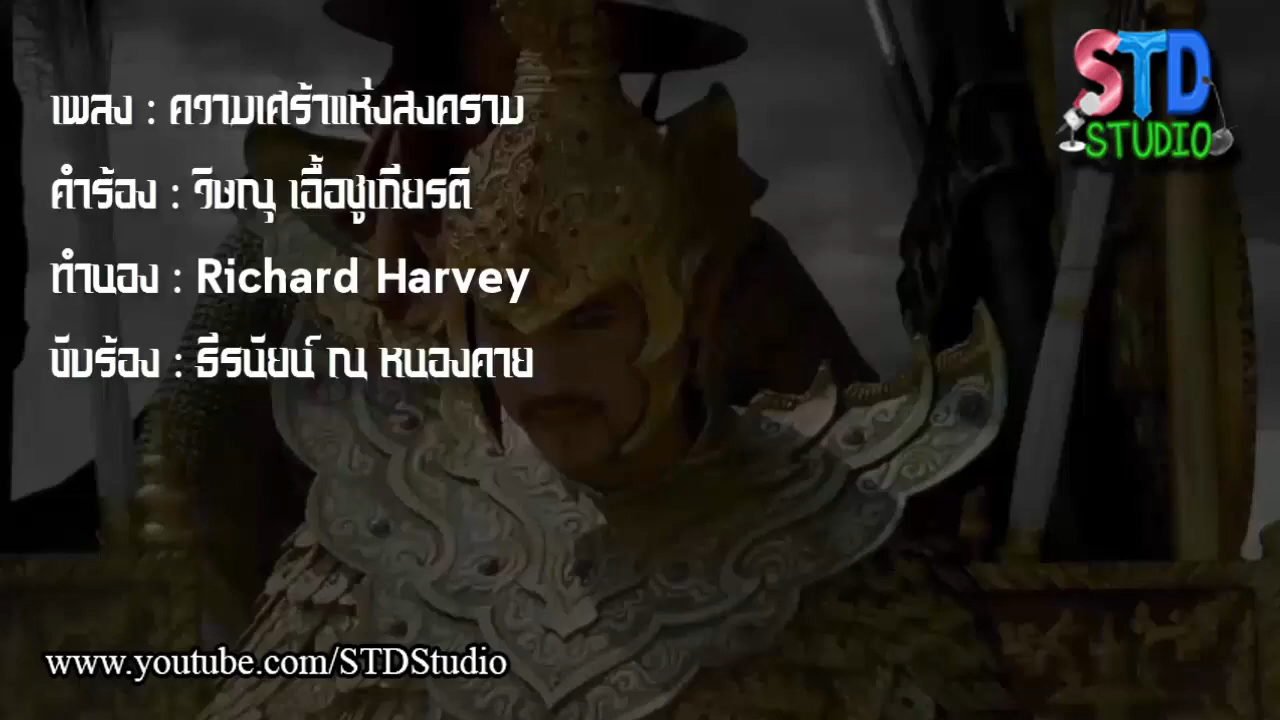 เพลง : ความเศร้าแห่งสงคราม
คำร้อง : วิษณุ เอื้อชูเกียรติ
ทำนอง : Richard Harvey
ขับร้อง : ธีรนัยน์ ณ หนองคาย
STD
STUDIO
www.youtube.com/STDStudio